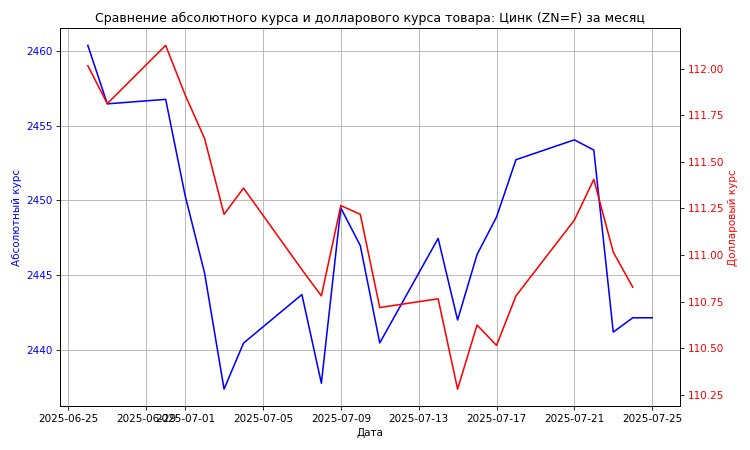 Сравнение абсолютного курса и долларового курса товара: Цинк (ZN=F) за месяц
Абсолютный курс
2460
2455
2450
2445
2440
112.00
111.75
111.50
111.25
111.00
110.75
110.50
110.25
Долларовый курс
2025-06-25 2025-06-29 2025-07-01 2025-07-05 2025-07-09 2025-07-13 2025-07-17 2025-07-21 2025-07-25
Дата